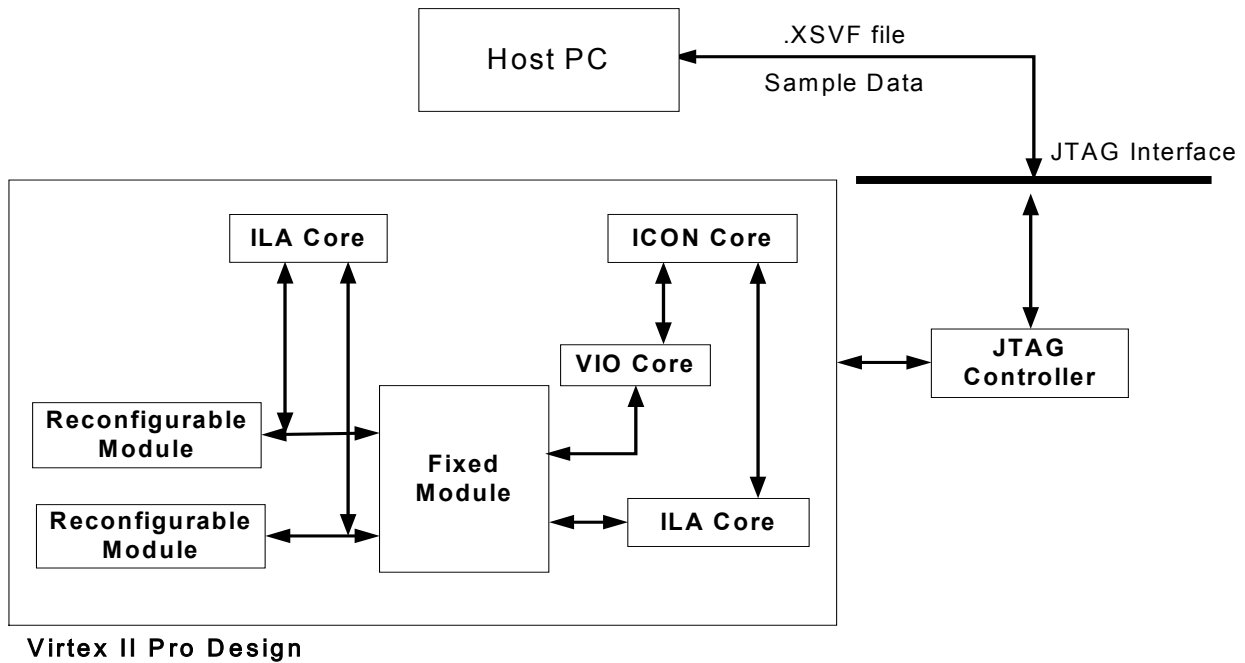 Host PC
.XSVF file
Sample Data
JTAG Interface
ILA Core
ICON Core
VIO Core
JTAG
Controller
Reconfigurable
Module
Fixed
Module
Reconfigurable
Module
ILA Core
Virtex II Pro Design